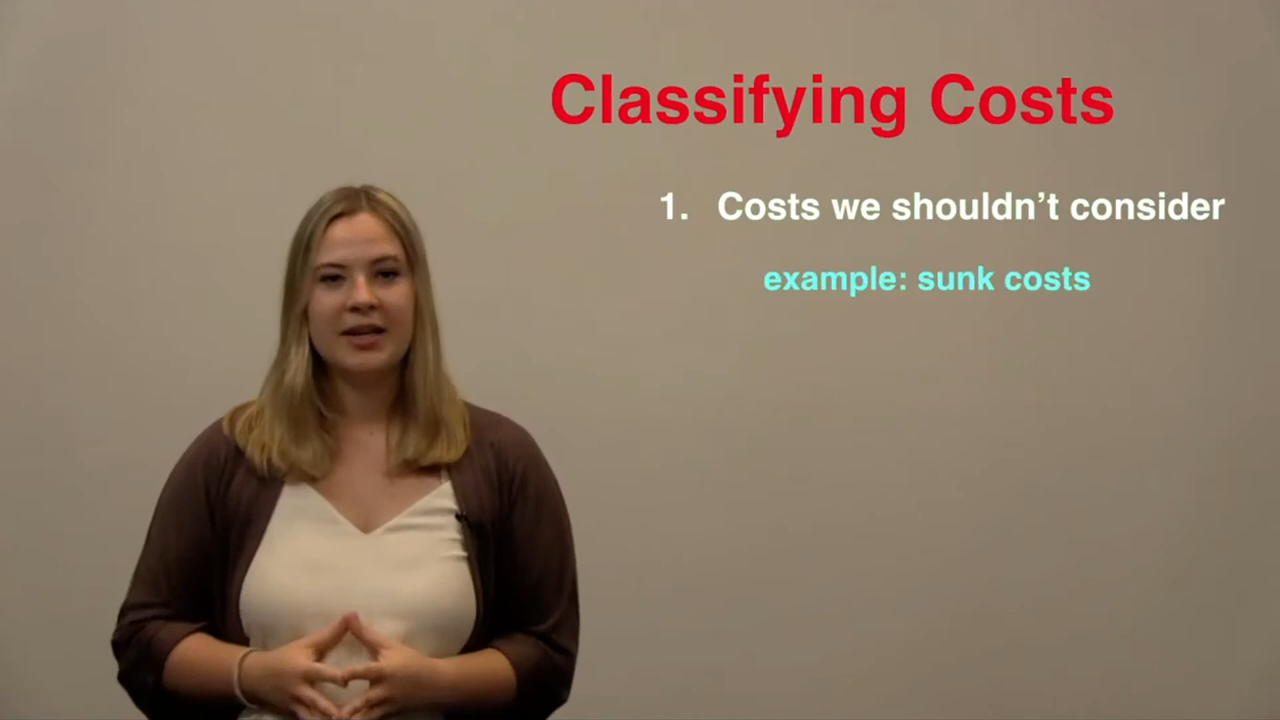 Classifying Costs
1. Costs we shouldn’t consider
example: sunk costs